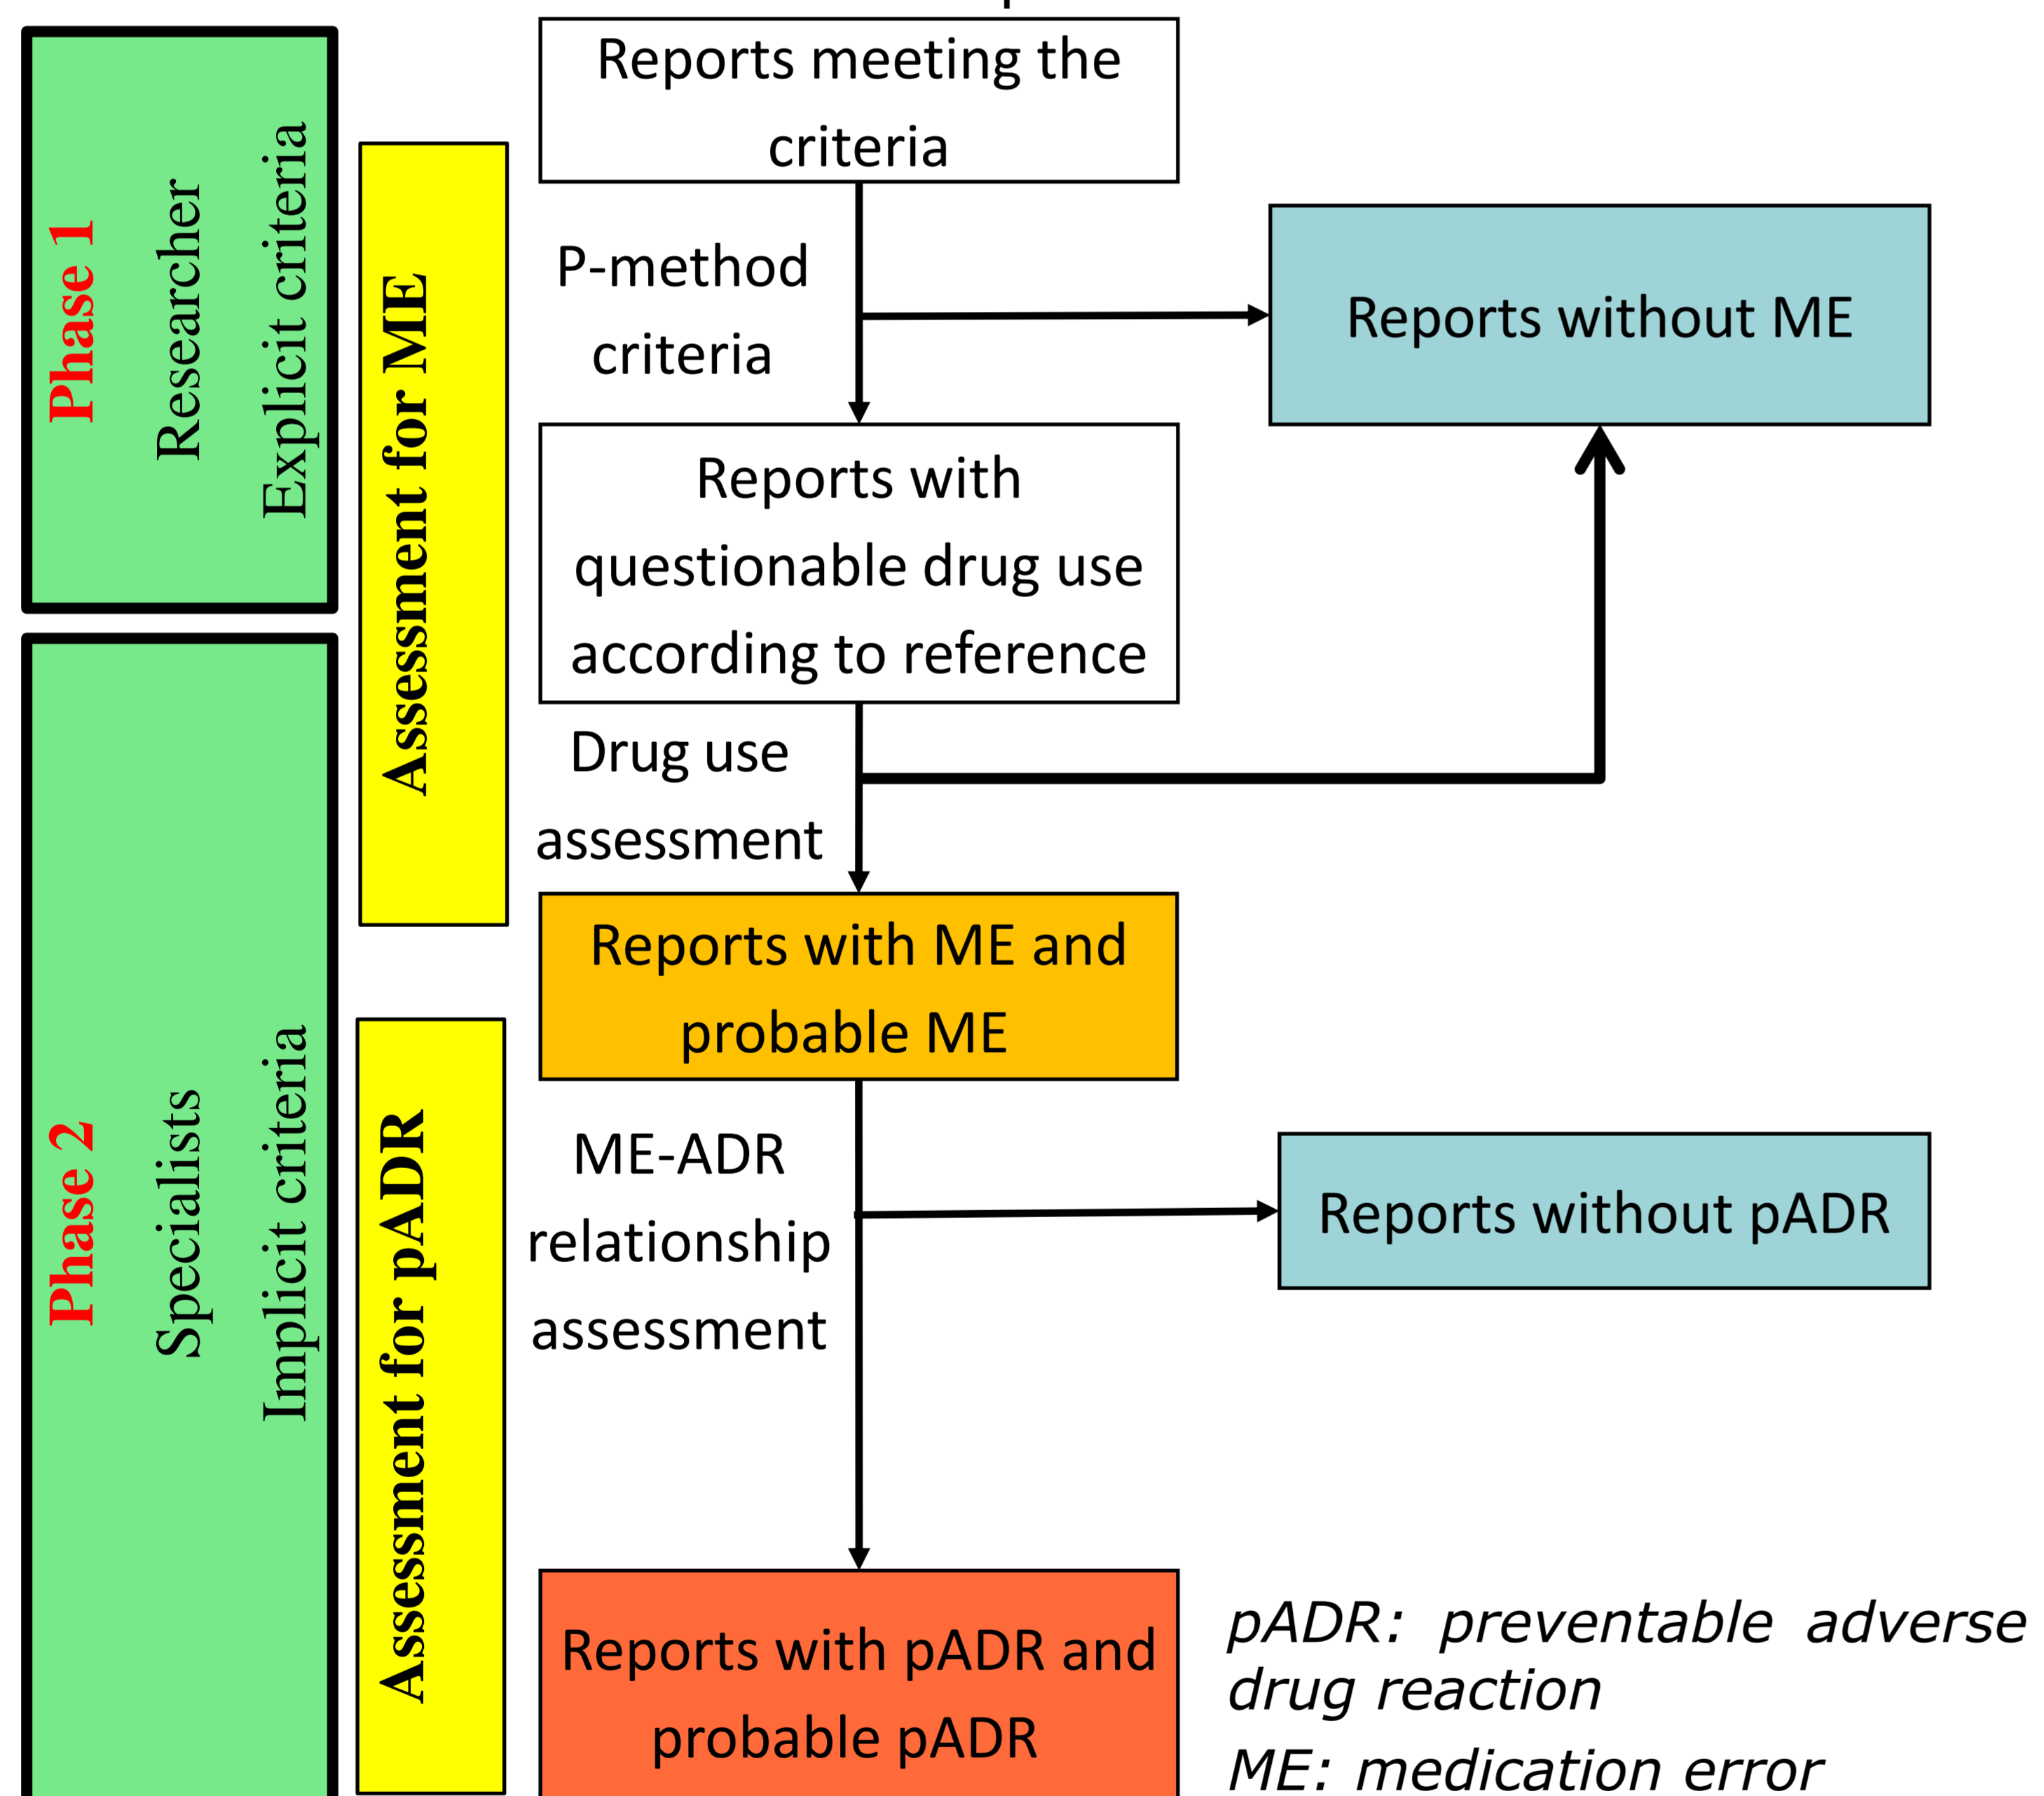 Phase 1
Researcher
Explicit criteria
Phase 2
Specialists
Implicit criteria
Assessment for ME
Assessment for pADR
Reports meeting the
criteria
P-method
criteria
Reports without ME
Reports with
questionable drug use
according to reference
Drug use
assessment
Reports with ME and
probable ME
ME-ADR
relationship
assessment
Reports without pADR
Reports with pADR and
probable pADR
pADR: preventable adverse
drug reaction
ME: medication error